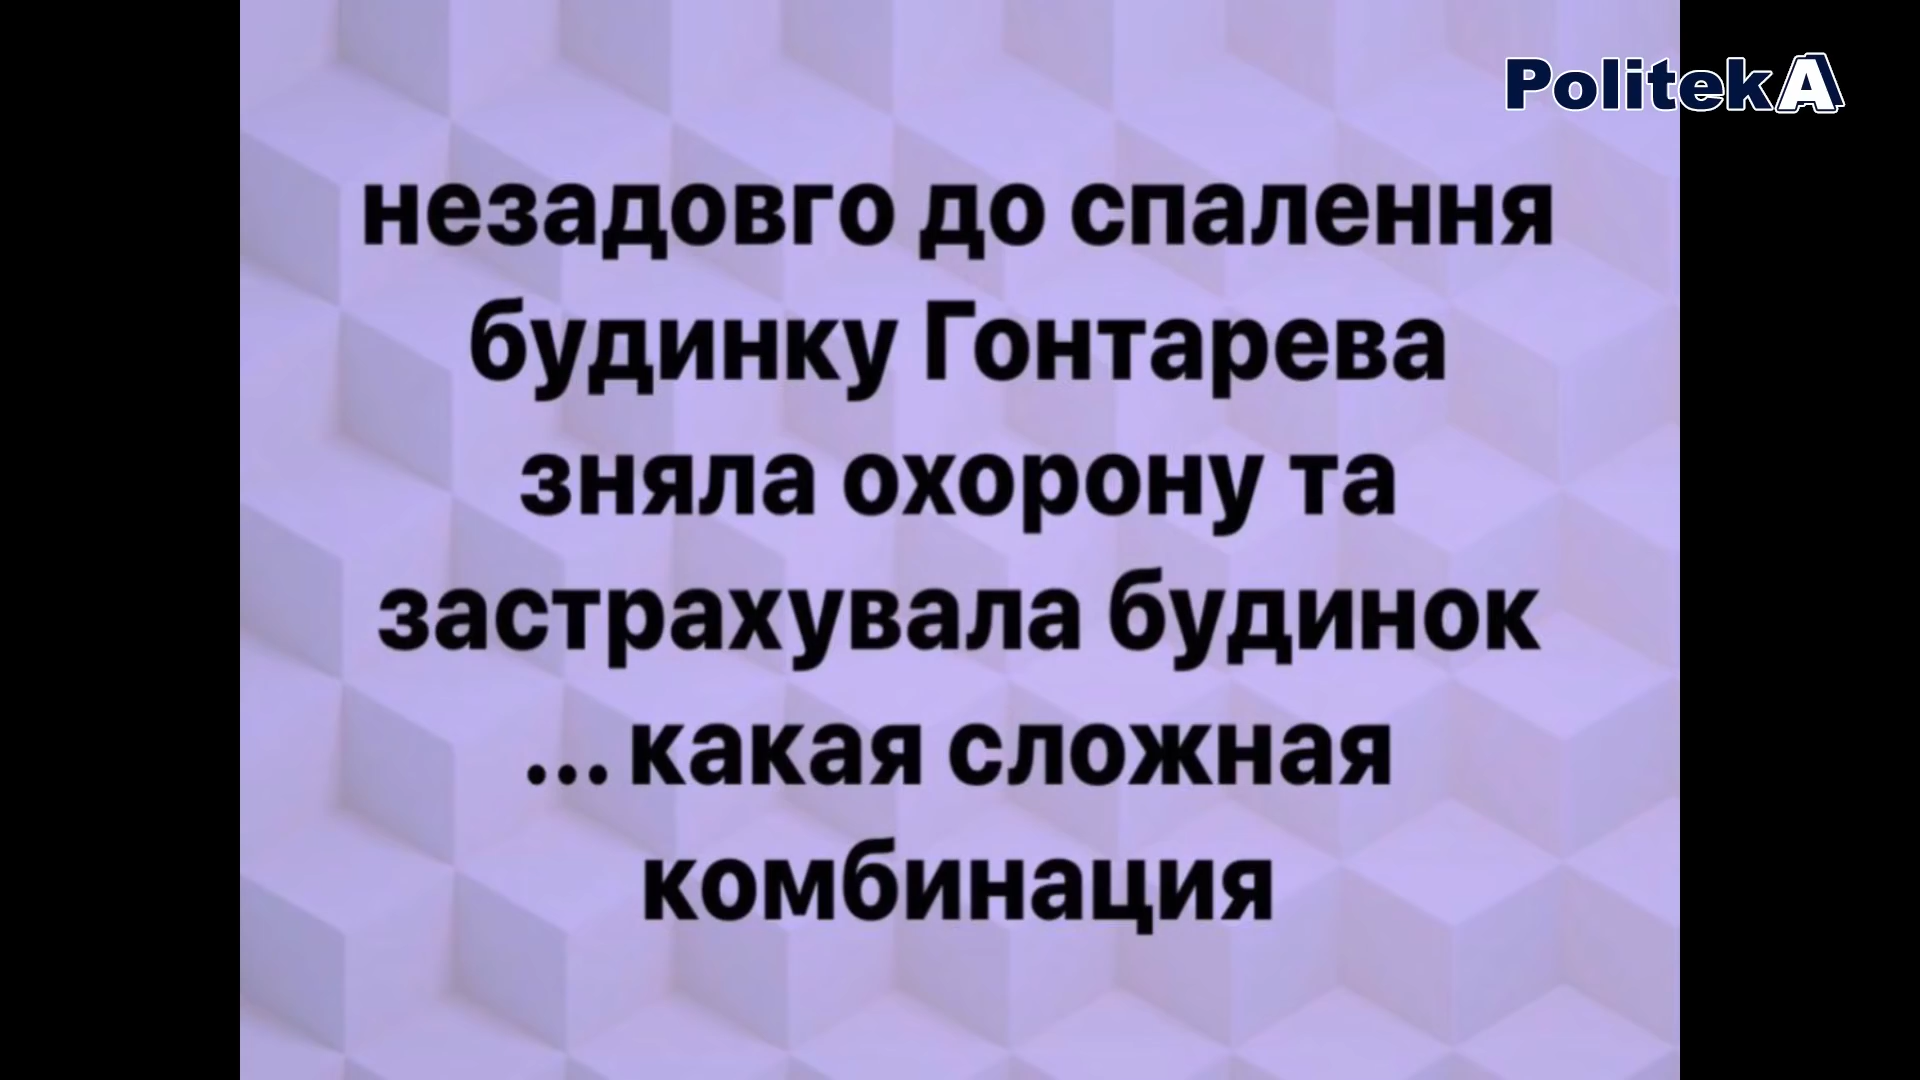 PolitekA
незадовго до спалення
будинку Гонтарева
зняла охорону та
застрахувала будинок
... какая сложная
комбинация